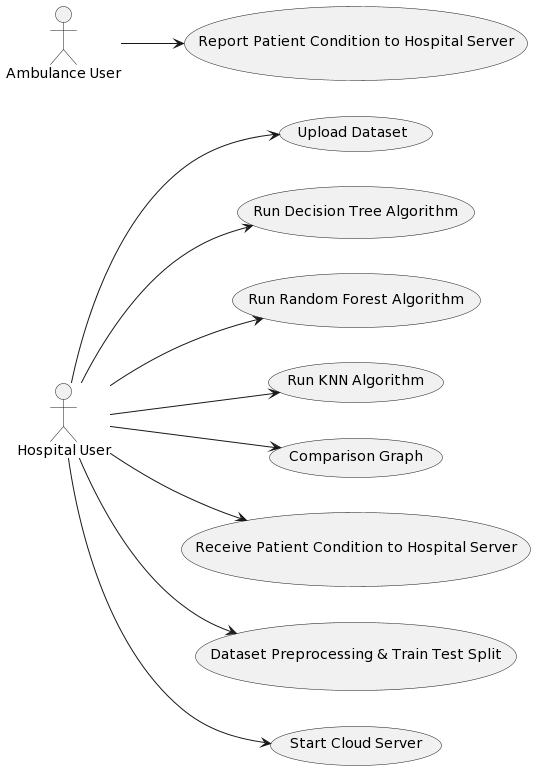 Report Patient Condition to Hospital Server
Ambulance User
Upload Dataset
Run Decision Tree Algorithm
Run Random Forest Algorithm
Run KNN Algorithm
Hospital User
Comparison Graph
Receive Patient Condition to Hospital Server
Dataset Preprocessing & Train Test Split
Start Cloud Server